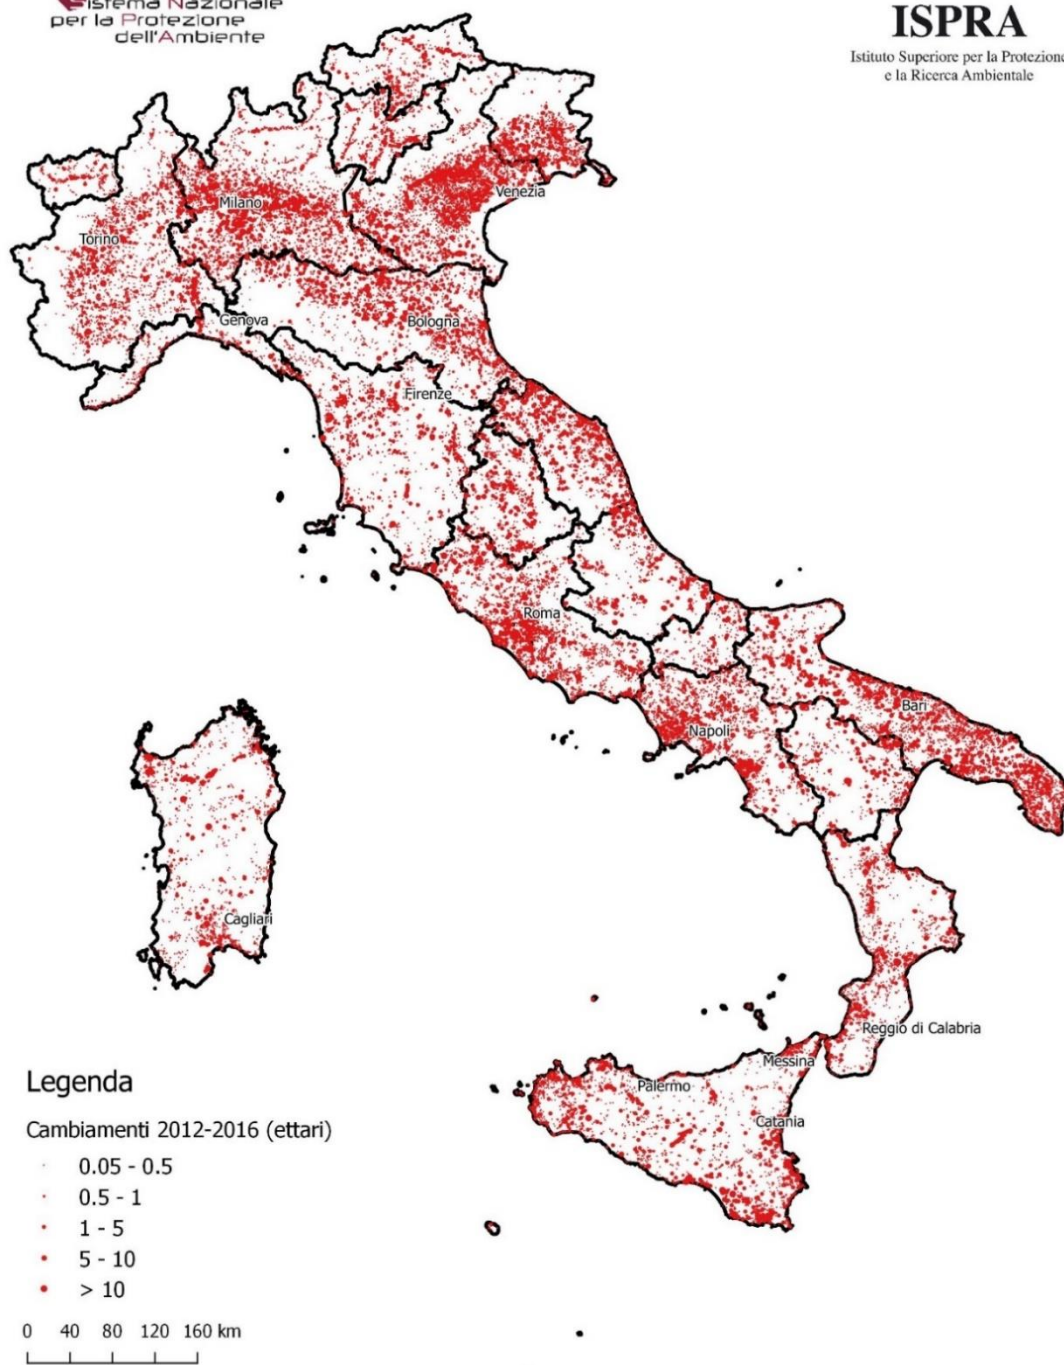 Sistema Nazionale
per la Protezione
dell'Ambiente
ISPRA
Istituto Superiore per la Protezione
e la Ricerca Ambientale
Milano
Venezia
Torino
Genova
Bologna
Firenze
Roma
Bari
Napoli
Cagliari
Reggio di Calabria
Messina
Palermo
Catania
Legenda
Cambiamenti 2012-2016 (ettari)
0.05 - 0.5
0.5 - 1
1 - 5
5 - 10
> 10
0 40 80 120 160 km